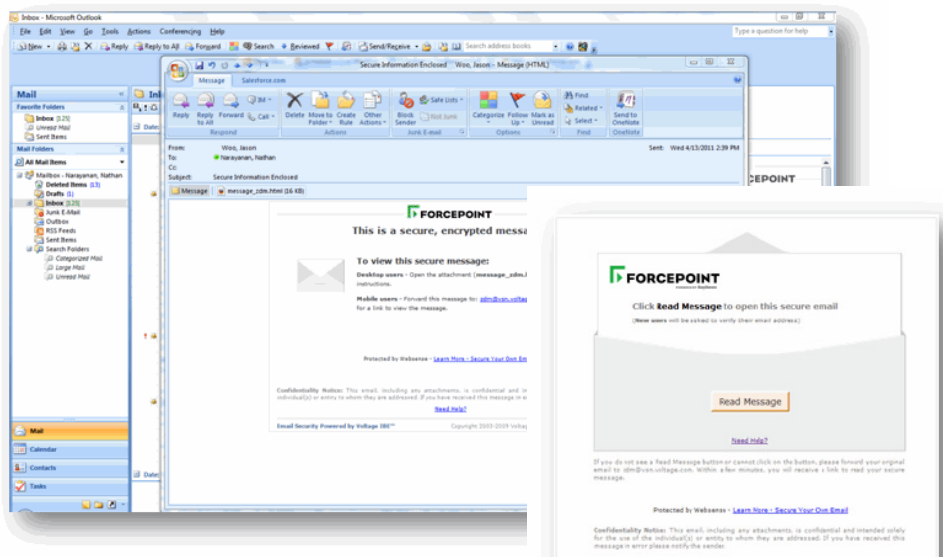 Inbox - Microsoft Outlook
File Edit View Go Tools Actions Conferencing Help
Type a question for help
New Reply Reply to All Forward Search Reviewed Send/Receive Search address books
Secure Information Enclosed Woo, Jason - Message (HTML)
Message Salesforce.com
Reply Reply to All Forward IM Call
Delete Move to Folder Create Rule Other Actions
Block Sender Safe Lists Not Junk
Categorize Follow Up Mark as Unread
Find Related Select
Send to OneNote
Respond Actions Junk E-mail Options Find OneNote
Mail
Favorite Folders
Inbox (125)
Unread Mail
Sent Items
Mail Folders
All Mail Items
Mailbox - Narayanan, Nathan
Deleted Items (13)
Drafts (1)
Inbox (125)
Junk E-Mail
Outbox
RSS Feeds
Sent Items
Search Folders
Categorized Mail
Large Mail
Unread Mail
Mail
Calendar
Contacts
Tasks
Date:
Date:
From: Woo, Jason
Sent: Wed 4/13/2011 2:39 PM
To: Narayanan, Nathan
Cc:
Subject: Secure Information Enclosed
Message message_zdm.html (16 KB)
FORCEPOINT
This is a secure, encrypted messa
To view this secure message:
Desktop users - Open the attachment (message_zdm.
instructions.
Mobile users - Forward this message to: zdm@vsn.voltag
for a link to view the message.
Protected by Websense - Learn More - Secure Your Own Em
Confidentiality Notice: This email, including any attachments, is confidential and in
individual(s) or entity to whom they are addressed. If you have received this message in e
Need Help?
Email Security Powered by Voltage IBE™ Copyright 2003-2009 Voltag
CEPOINT
FORCEPOINT
Click Read Message to open this secure email
(New users will be asked to verify their email address)
Read Message
Need Help?
If you do not see a Read Message button or cannot click on the button, please forward your original
email to zdm@vsn.voltage.com. Within a few minutes, you will receive a link to read your secure
message.
Protected by Websense - Learn More - Secure Your Own Email
Confidentiality Notice: This email, including any attachments, is confidential and intended solely
for the use of the individual(s) or entity to whom they are addressed. If you have received this
message in error please notify the sender.